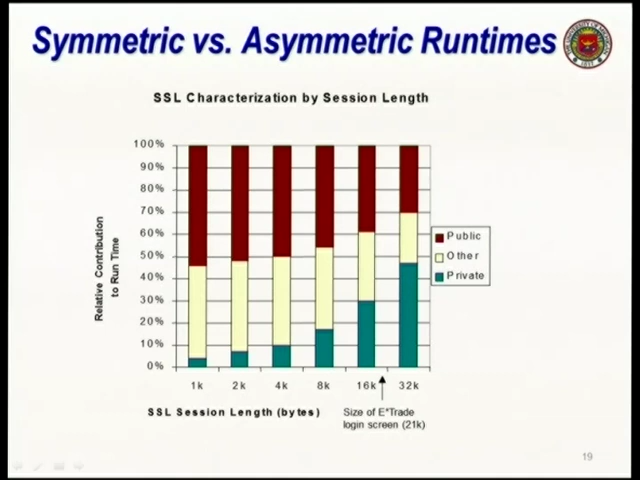 Symmetric vs. Asymmetric Runtimes
SSL Characterization by Session Length
100%
90%
80%
70%
60%
50%
40%
30%
20%
10%
0%
Relative Contribution
to Run Time
Public
Other
Private
1k 2k 4k 8k 16k 32k
SSL Session Length (bytes)
Size of E*Trade
login screen (21k)
19